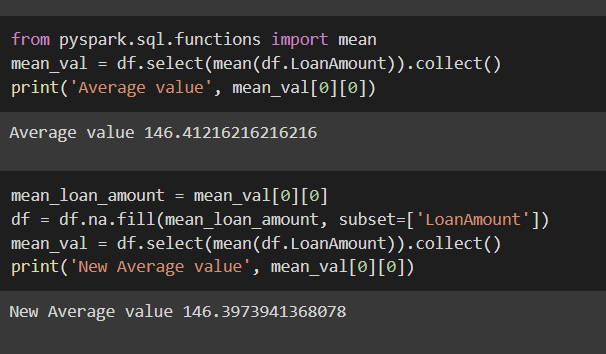 from pyspark.sql.functions import mean
mean_val = df.select(mean(df.LoanAmount)).collect()
print('Average value', mean_val[0][0])
Average value 146.41216216216216
mean_loan_amount = mean_val[0][0]
df = df.na.fill(mean_loan_amount, subset=['LoanAmount'])
mean_val = df.select(mean(df.LoanAmount)).collect()
print('New Average value', mean_val[0][0])
New Average value 146.3973941368078